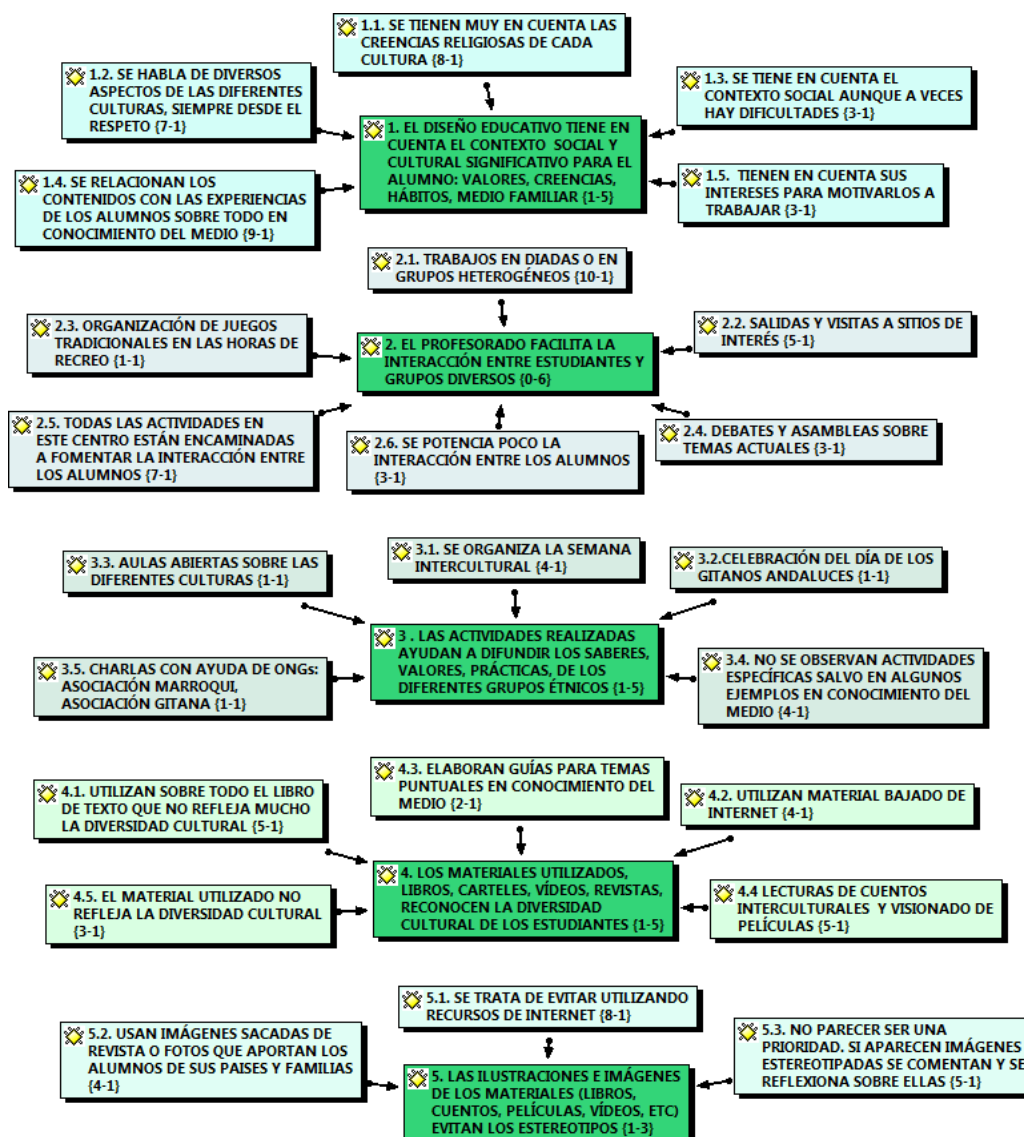 1.1. SE TIENEN MUY EN CUENTA LAS
CREENCIAS RELIGIOSAS DE CADA
CULTURA {8-1}
1.2. SE HABLA DE DIVERSOS
ASPECTOS DE LAS DIFERENTES
CULTURAS, SIEMPRE DESDE EL
RESPETO {7-1}
1.3. SE TIENE EN CUENTA EL
CONTEXTO SOCIAL AUNQUE A VECES
HAY DIFICULTADES {3-1}
1. EL DISEÑO EDUCATIVO TIENE EN
CUENTA EL CONTEXTO SOCIAL Y
CULTURAL SIGNIFICATIVO PARA EL
ALUMNO: VALORES, CREENCIAS,
HÁBITOS, MEDIO FAMILIAR {1-5}
1.4. SE RELACIONAN LOS
CONTENIDOS CON LAS EXPERIENCIAS
DE LOS ALUMNOS SOBRE TODO EN
CONOCIMIENTO DEL MEDIO {9-1}
1.5. TIENEN EN CUENTA SUS
INTERESES PARA MOTIVARLOS A
TRABAJAR {3-1}
2.1. TRABAJOS EN DIADAS O EN
GRUPOS HETEROGÉNEOS {10-1}
2.3. ORGANIZACIÓN DE JUEGOS
TRADICIONALES EN LAS HORAS DE
RECREO {1-1}
2.2. SALIDAS Y VISITAS A SITIOS DE
INTERÉS {5-1}
2. EL PROFESORADO FACILITA LA
INTERACCIÓN ENTRE ESTUDIANTES Y
GRUPOS DIVERSOS {0-6}
2.5. TODAS LAS ACTIVIDADES EN
ESTE CENTRO ESTÁN ENCAMINADAS
A FOMENTAR LA INTERACCIÓN ENTRE
LOS ALUMNOS {7-1}
2.6. SE POTENCIA POCO LA
INTERACCIÓN ENTRE LOS ALUMNOS
{3-1}
2.4. DEBATES Y ASAMBLEAS SOBRE
TEMAS ACTUALES {3-1}
3.3. AULAS ABIERTAS SOBRE LAS
DIFERENTES CULTURAS {1-1}
3.1. SE ORGANIZA LA SEMANA
INTERCULTURAL {4-1}
3.2.CELEBRACIÓN DEL DÍA DE LOS
GITANOS ANDALUCES {1-1}
3 . LAS ACTIVIDADES REALIZADAS
AYUDAN A DIFUNDIR LOS SABERES,
VALORES, PRÁCTICAS, DE LOS
DIFERENTES GRUPOS ÉTNICOS {1-5}
3.5. CHARLAS CON AYUDA DE ONGs:
ASOCIACIÓN MARROQUI,
ASOCIACIÓN GITANA {1-1}
3.4. NO SE OBSERVAN ACTIVIDADES
ESPECÍFICAS SALVO EN ALGUNOS
EJEMPLOS EN CONOCIMIENTO DEL
MEDIO {4-1}
4.1. UTILIZAN SOBRE TODO EL LIBRO
DE TEXTO QUE NO REFLEJA MUCHO
LA DIVERSIDAD CULTURAL {5-1}
4.3. ELABORAN GUÍAS PARA TEMAS
PUNTUALES EN CONOCIMIENTO DEL
MEDIO {2-1}
4.2. UTILIZAN MATERIAL BAJADO DE
INTERNET {4-1}
4. LOS MATERIALES UTILIZADOS,
LIBROS, CARTELES, VÍDEOS, REVISTAS,
RECONOCEN LA DIVERSIDAD
CULTURAL DE LOS ESTUDIANTES {1-5}
4.5. EL MATERIAL UTILIZADO NO
REFLEJA LA DIVERSIDAD CULTURAL
{3-1}
4.4 LECTURAS DE CUENTOS
INTERCULTURALES Y VISIONADO DE
PELÍCULAS {5-1}
5.1. SE TRATA DE EVITAR UTILIZANDO
RECURSOS DE INTERNET {8-1}
5.2. USAN IMÁGENES SACADAS DE
REVISTA O FOTOS QUE APORTAN LOS
ALUMNOS DE SUS PAISES Y FAMILIAS
{4-1}
5.3. NO PARECER SER UNA
PRIORIDAD. SI APARECEN IMÁGENES
ESTEREOTIPADAS SE COMENTAN Y SE
REFLEXIONA SOBRE ELLAS {5-1}
5. LAS ILUSTRACIONES E IMÁGENES
DE LOS MATERIALES (LIBROS,
CUENTOS, PELÍCULAS, VÍDEOS, ETC)
EVITAN LOS ESTEREOTIPOS {1-3}